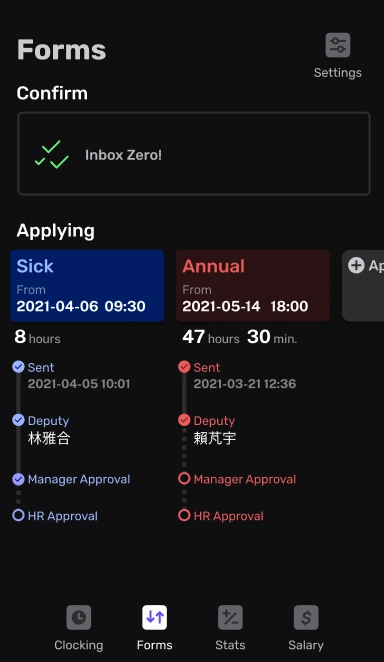 Forms
Settings
Confirm
Inbox Zero!
Applying
Sick
From
2021-04-06 09:30
8 hours
Sent
2021-04-05 10:01
Deputy
林雅合
Manager Approval
HR Approval
Annual
From
2021-05-14 18:00
47 hours 30 min.
Sent
2021-03-21 12:36
Deputy
賴芃宇
Manager Approval
HR Approval
Ap
Clocking
Forms
Stats
Salary